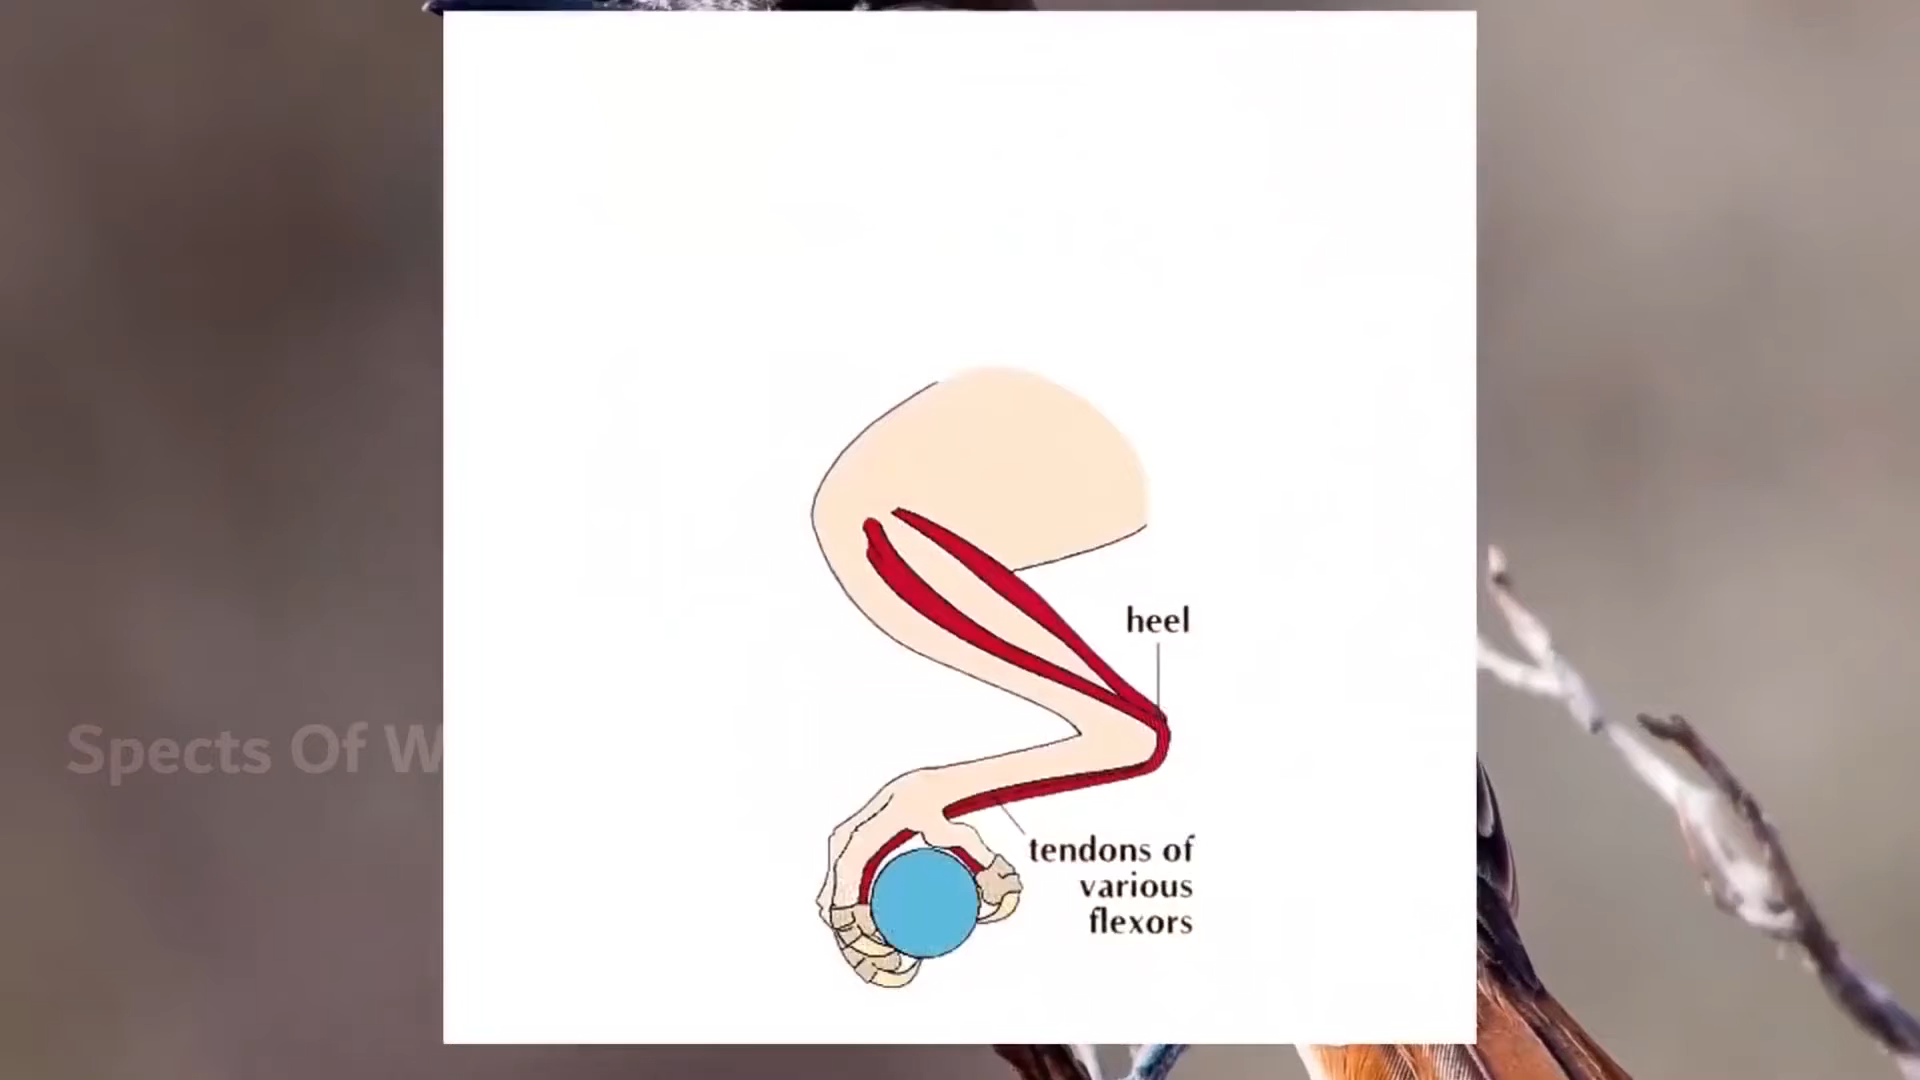 heel
Spects Of W
tendons of
various
flexors